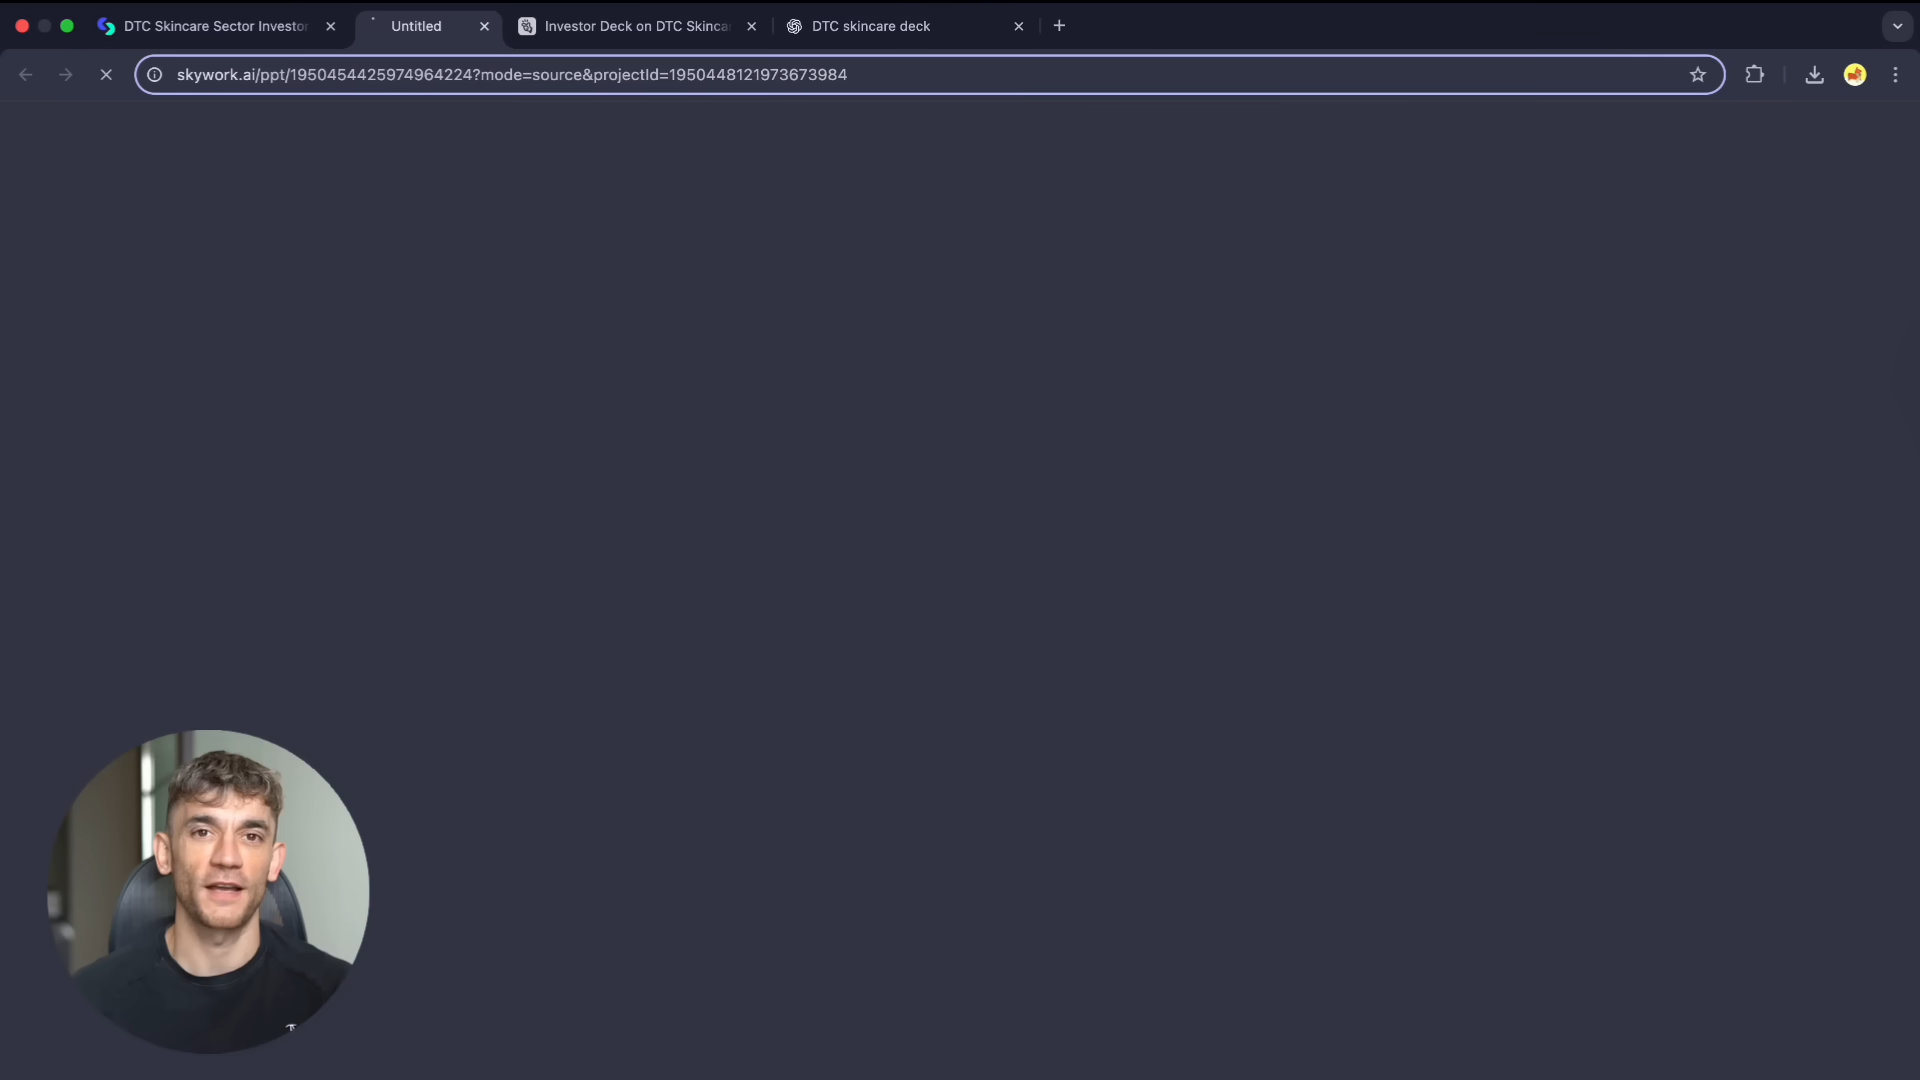 DTC Skincare Sector Investor
Untitled
Investor Deck on DTC Skincar
DTC skincare deck
skywork.ai/ppt/1950454425974964224?mode=source&projectId=1950448121973673984